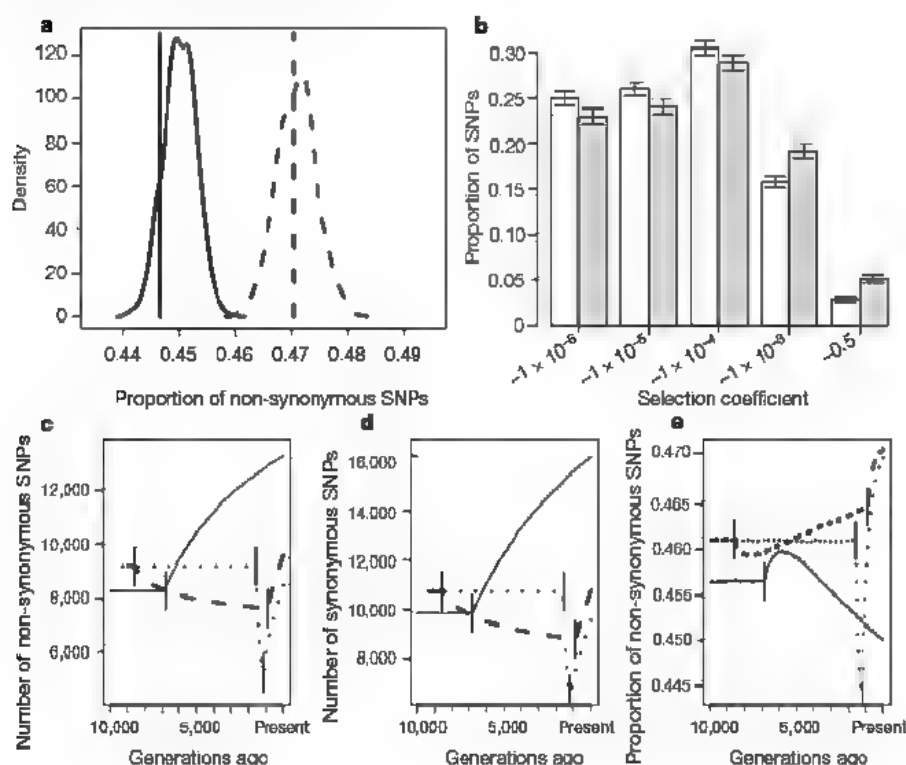 a
120
100
80
60
40
20
0
Density
0.44 0.45 0.46 0.47 0.48 0.49
Proportion of non-synonymous SNPs
b
0.30
0.25
0.20
0.15
0.10
0.05
0
Proportion of SNPs
~1 × 10⁻⁵
~1 × 10⁻⁴
~0.5
Selection coefficient
c
12,000
10,000
8,000
6,000
Number of non-synonymous SNPs
10,000 5,000 Present
Generations ago
d
16,000
14,000
12,000
10,000
8,000
Number of synonymous SNPs
10,000 5,000 Present
Generations ago
e
0.470
0.465
0.460
0.455
0.450
0.445
Proportion of non-synonymous SNPs
10,000 5,000 Present
Generations ago